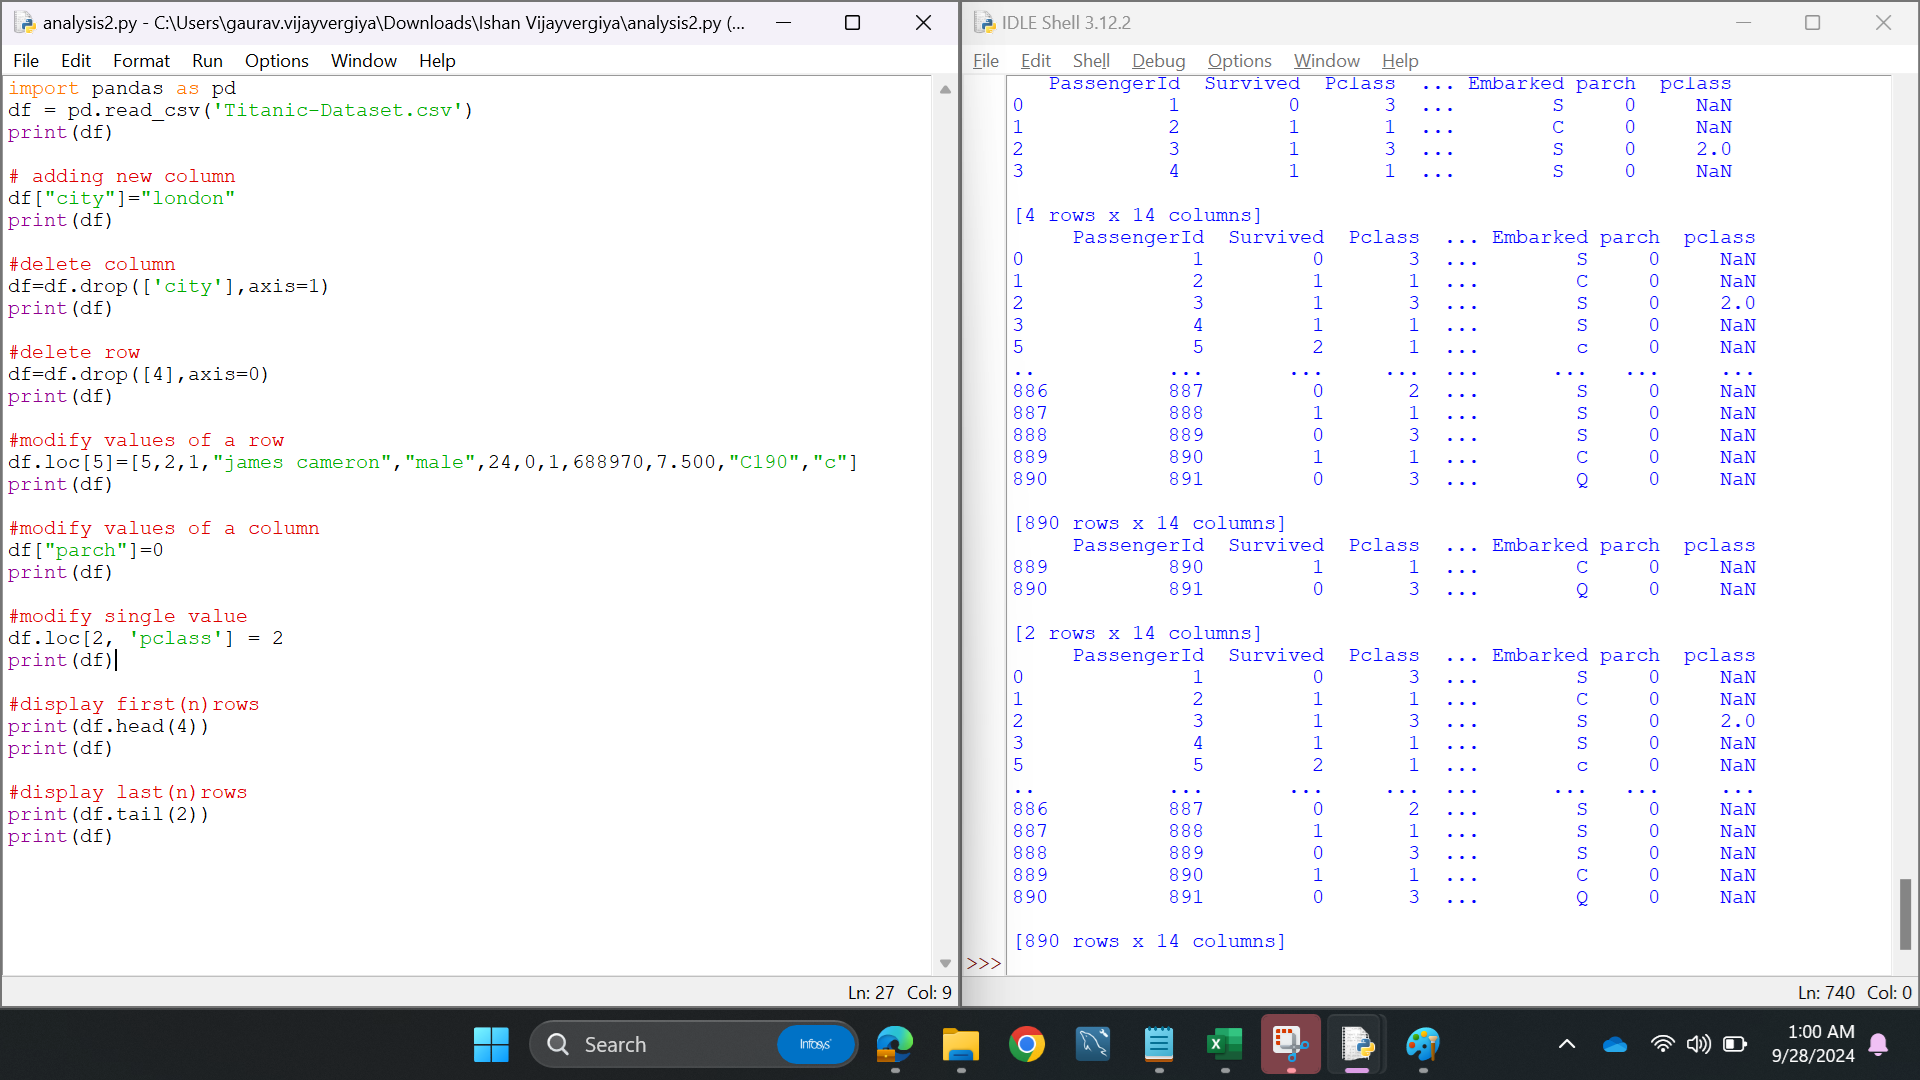 analysis2.py - C:\Users\gaurav.vijayvergiya\Downloads\Ishan Vijayvergiya\analysis2.py (...
File Edit Format Run Options Window Help
import pandas as pd
df = pd.read_csv('Titanic-Dataset.csv')
print(df)
# adding new column
df["city"]="london"
print(df)
#delete column
df=df.drop(['city'],axis=1)
print(df)
#delete row
df=df.drop([4],axis=0)
print(df)
#modify values of a row
df.loc[5]=[5,2,1,"james cameron","male",24,0,1,688970,7.500,"C190","c"]
print(df)
#modify values of a column
df["parch"]=0
print(df)
#modify single value
df.loc[2, 'pclass'] = 2
print(df)
#display first(n)rows
print(df.head(4))
print(df)
#display last(n)rows
print(df.tail(2))
print(df)
Ln: 27 Col: 9
IDLE Shell 3.12.2
File Edit Shell Debug Options Window Help
PassengerId Survived Pclass ... Embarked parch pclass
0 1 0 3 ... S 0 NaN
1 2 1 1 ... C 0 NaN
2 3 1 3 ... S 0 2.0
3 4 1 1 ... S 0 NaN
[4 rows x 14 columns]
PassengerId Survived Pclass ... Embarked parch pclass
0 1 0 3 ... S 0 NaN
1 2 1 1 ... C 0 NaN
2 3 1 3 ... S 0 2.0
3 4 1 1 ... S 0 NaN
5 5 2 1 ... c 0 NaN
.. ... ... ... ... ... ... ...
886 887 0 2 ... S 0 NaN
887 888 1 1 ... S 0 NaN
888 889 0 3 ... S 0 NaN
889 890 1 1 ... C 0 NaN
890 891 0 3 ... Q 0 NaN
[890 rows x 14 columns]
PassengerId Survived Pclass ... Embarked parch pclass
889 890 1 1 ... C 0 NaN
890 891 0 3 ... Q 0 NaN
[2 rows x 14 columns]
PassengerId Survived Pclass ... Embarked parch pclass
0 1 0 3 ... S 0 NaN
1 2 1 1 ... C 0 NaN
2 3 1 3 ... S 0 2.0
3 4 1 1 ... S 0 NaN
5 5 2 1 ... c 0 NaN
.. ... ... ... ... ... ... ...
886 887 0 2 ... S 0 NaN
887 888 1 1 ... S 0 NaN
888 889 0 3 ... S 0 NaN
889 890 1 1 ... C 0 NaN
890 891 0 3 ... Q 0 NaN
[890 rows x 14 columns]
>>>
Ln: 740 Col: 0
Search Infosys
1:00 AM
9/28/2024